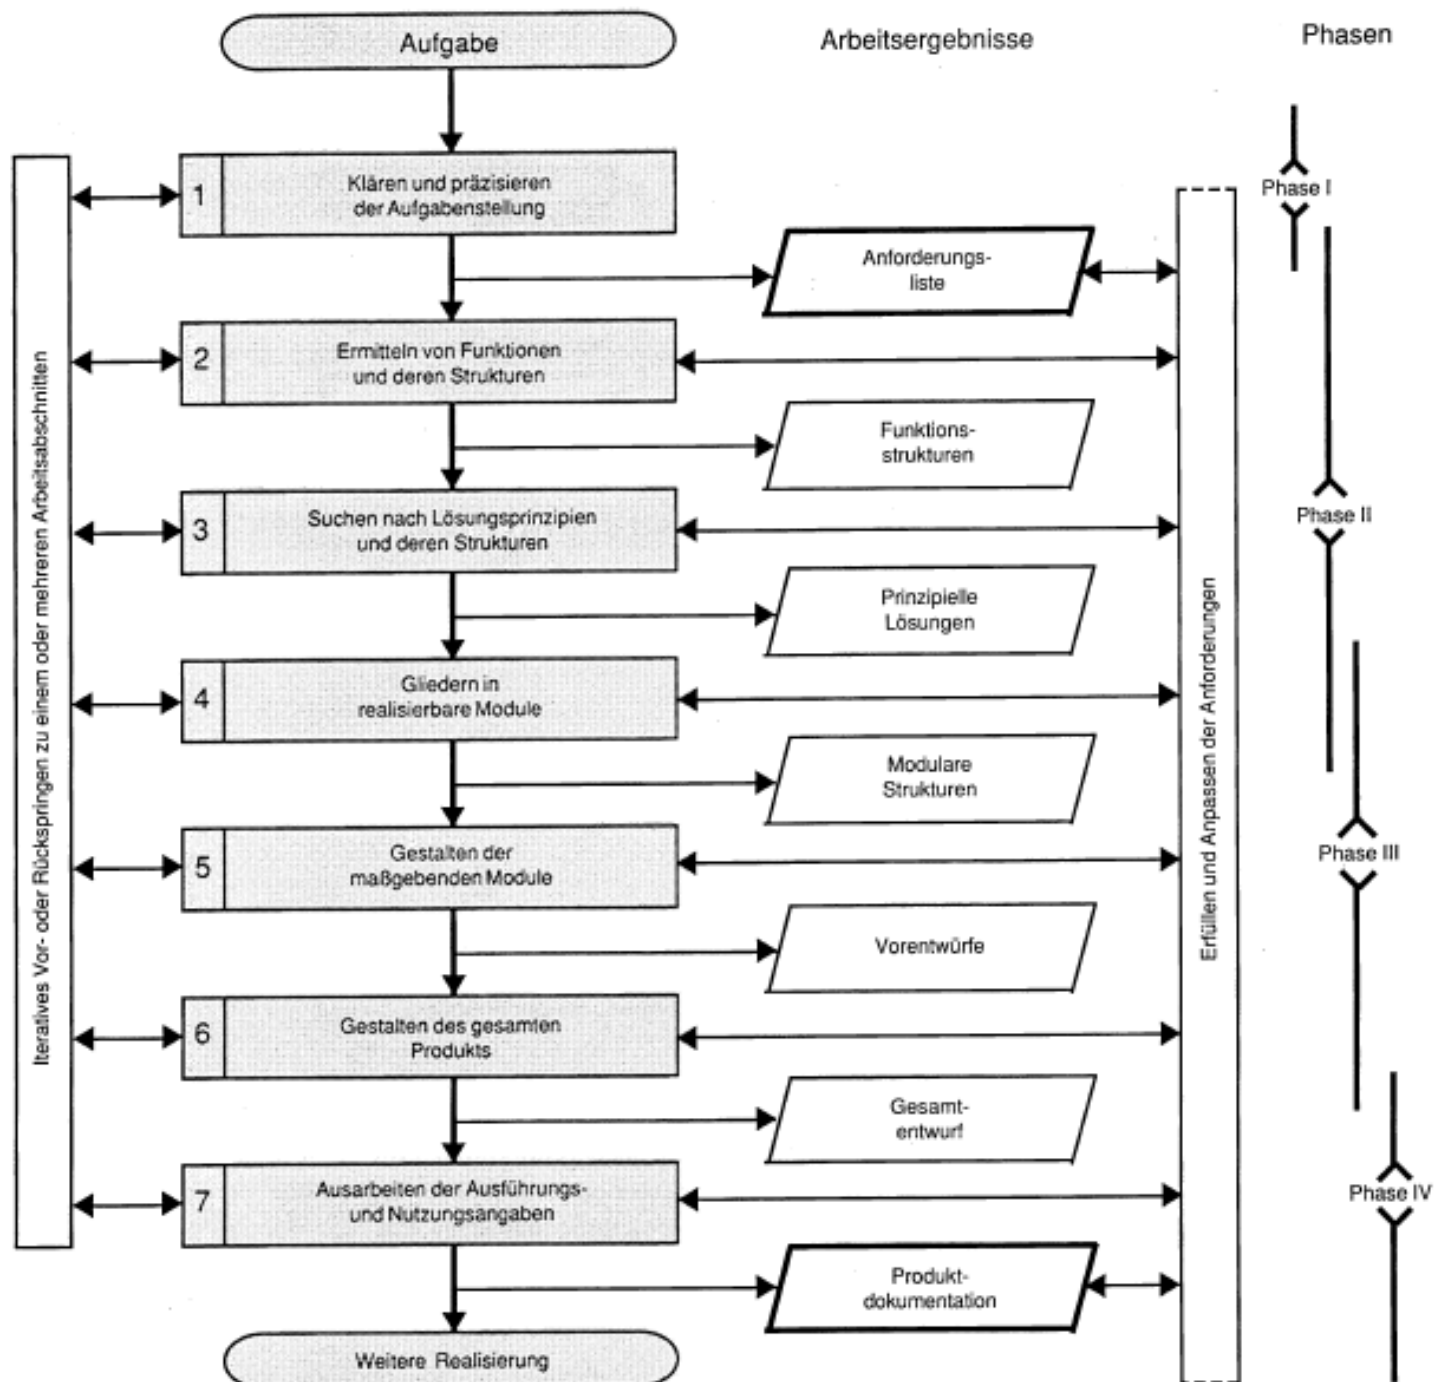 Aufgabe
Arbeitsergebnisse
Phasen
1
Klären und präzisieren
der Aufgabenstellung
Phase I
Anforderungs-
liste
2
Ermitteln von Funktionen
und deren Strukturen
Funktions-
strukturen
3
Suchen nach Lösungsprinzipien
und deren Strukturen
Phase II
Prinzipielle
Lösungen
4
Gliedern in
realisierbare Module
Modulare
Strukturen
5
Gestalten der
maßgebenden Module
Phase III
Vorentwürfe
6
Gestalten des gesamten
Produkts
Gesamt-
entwurf
7
Ausarbeiten der Ausführungs-
und Nutzungsangaben
Phase IV
Produkt-
dokumentation
Weitere Realisierung
Iteratives Vor- oder Rückspringen zu einem oder mehreren Arbeitsabschnitten
Erfüllen und Anpassen der Anforderungen